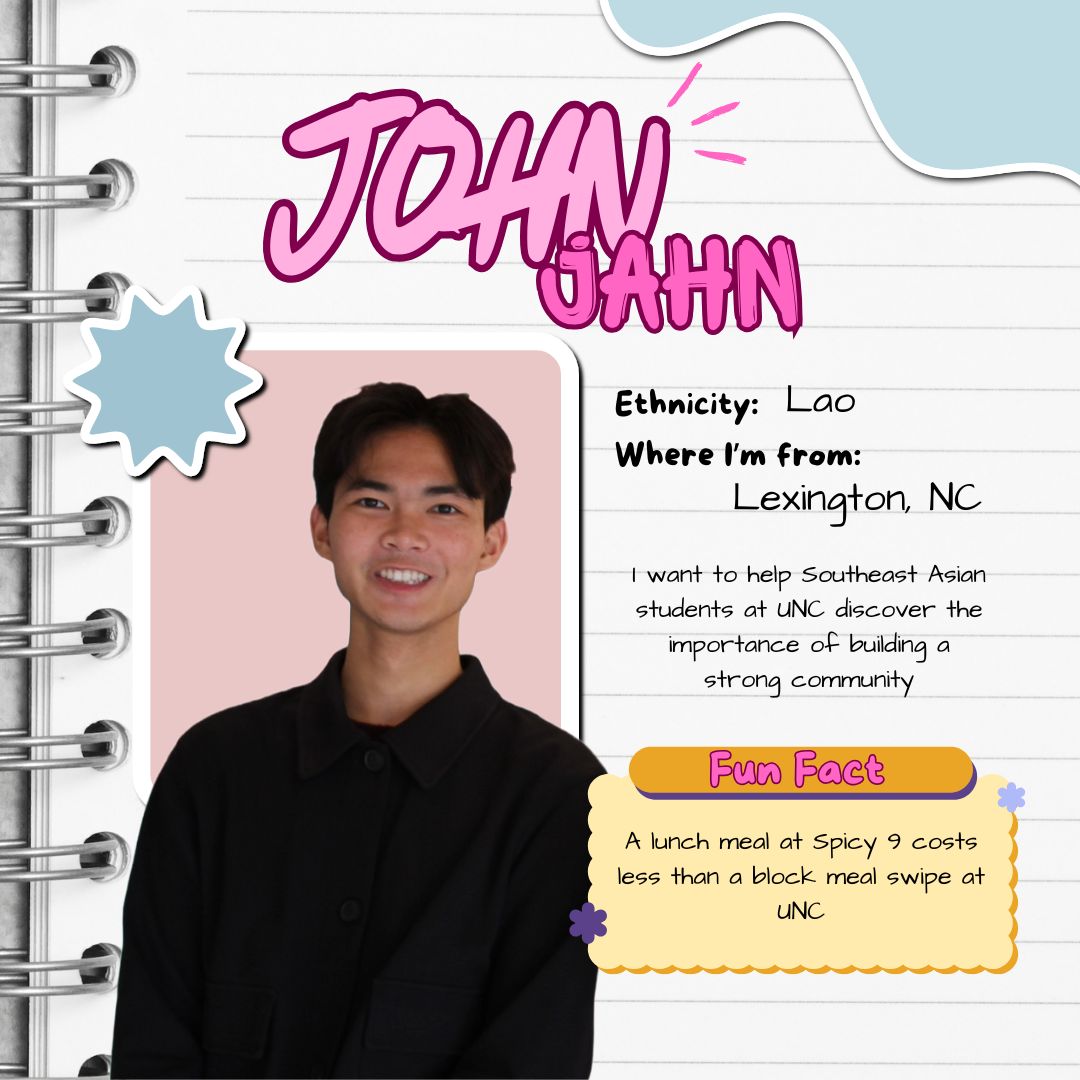 JOHN
jAHN
Ethnicity: Lao
Where I'm from:
Lexington, NC
I want to help Southeast Asian
students at UNC discover the
importance of building a
strong community
Fun Fact
A lunch meal at Spicy 9 costs
less than a block meal swipe at
UNC